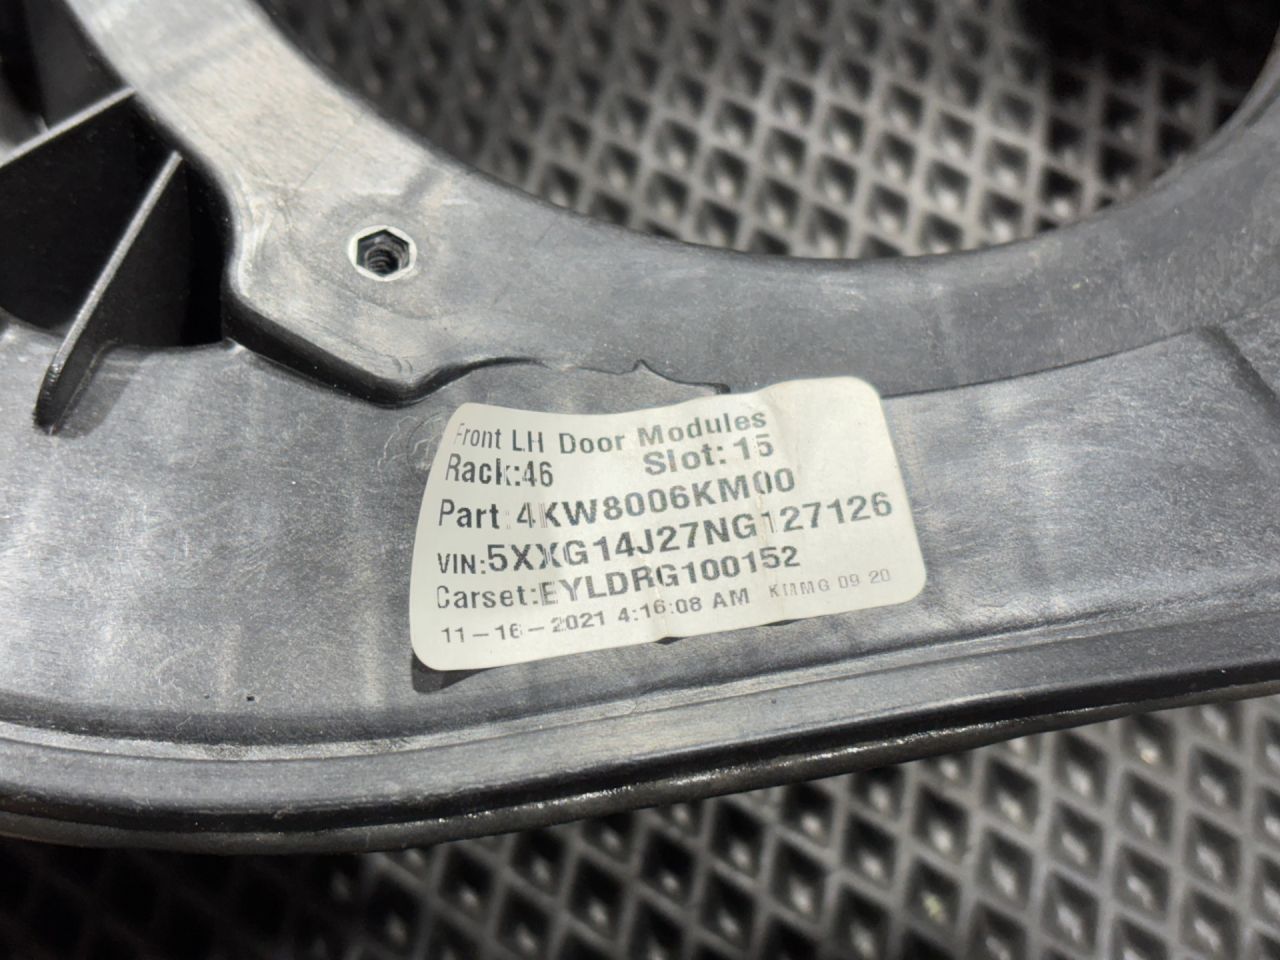 Front LH Door Modules
Rack:46 Slot: 15
Part: 4KW8006KM00
VIN:5XXG14J27NG127126
Carset:EYLDRG100152
11-16-2021 4:16:08 AM KMMG 09 20